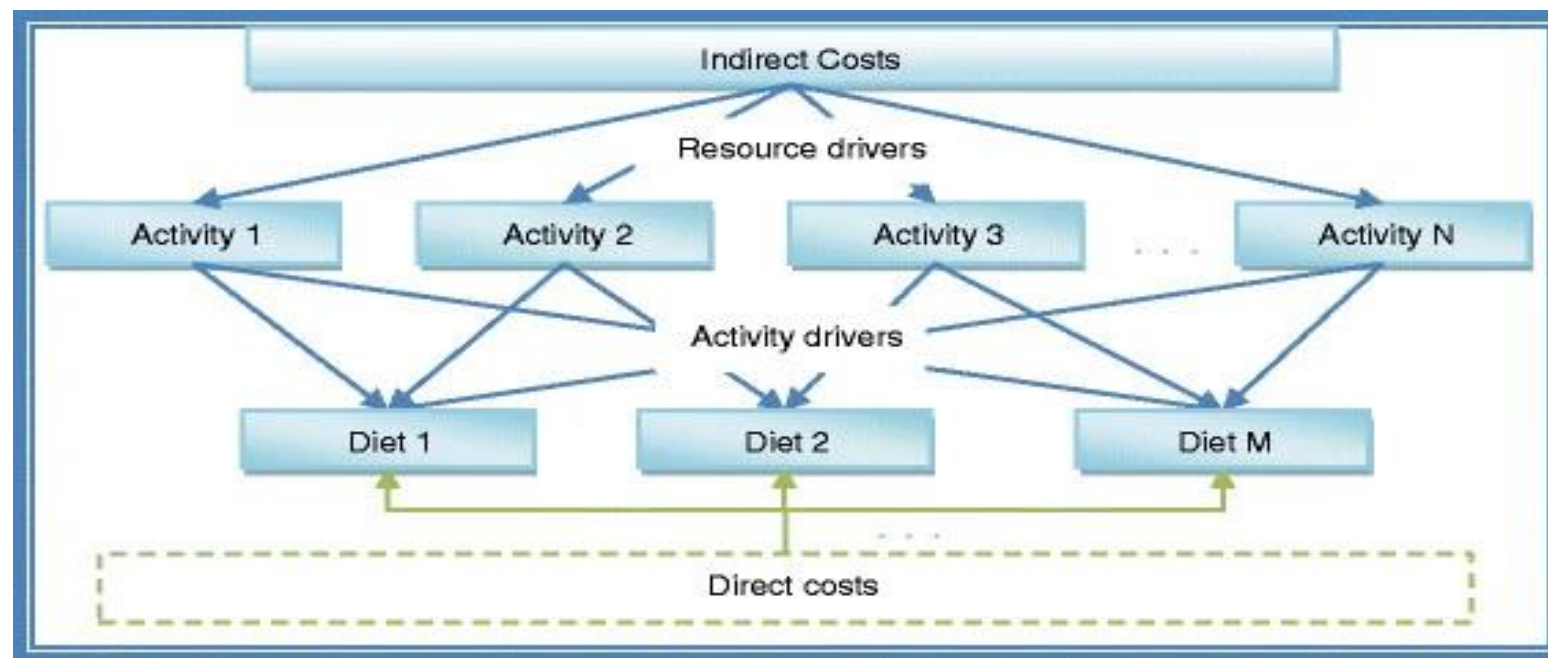 Indirect Costs
Resource drivers
Activity 1
Activity 2
Activity 3
. . .
Activity N
Activity drivers
Diet 1
Diet 2
Diet M
. . .
Direct costs